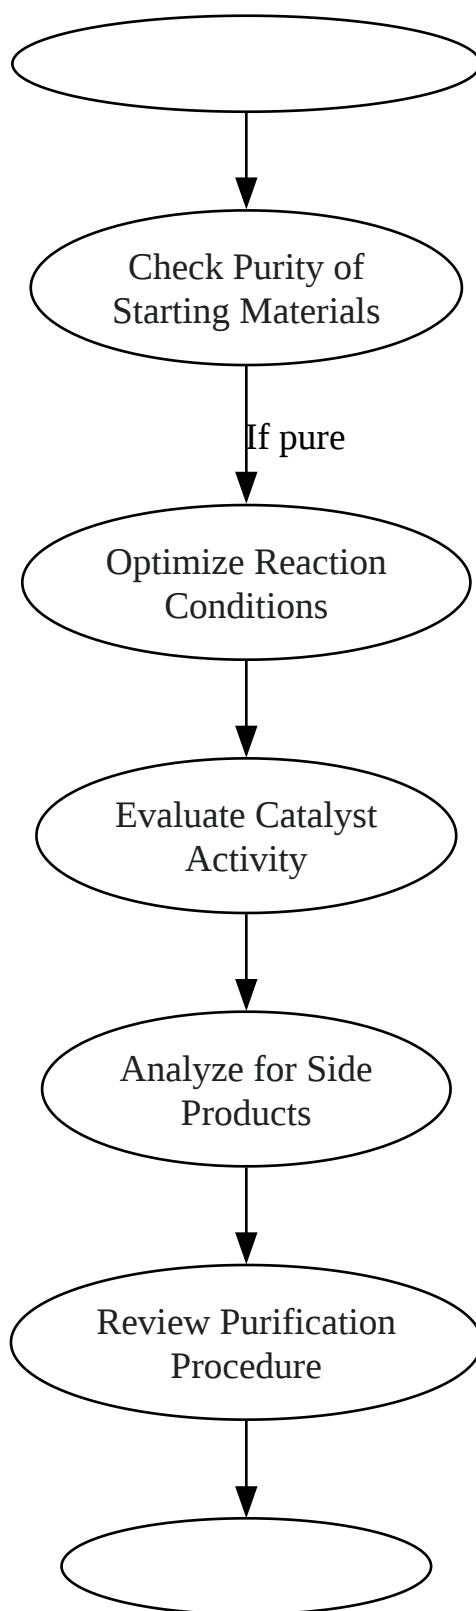 Check Purity of
Starting Materials
If pure
Optimize Reaction
Conditions
Evaluate Catalyst
Activity
Analyze for Side
Products
Review Purification
Procedure